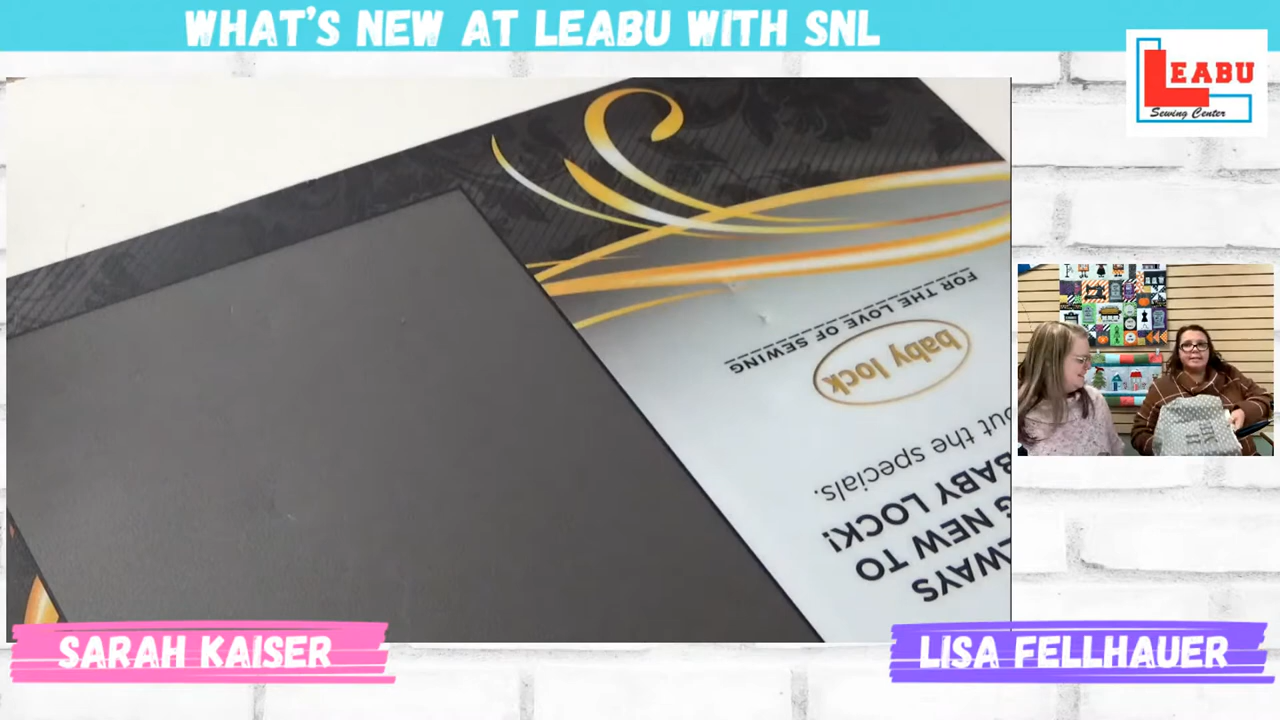 WHAT'S NEW AT LEABU WITH SNL
LEABU
Sewing Center
FOR THE LOVE OF SEWING
baby lock
out the specials.
BABY LOCK!
NEW TO
WAYS
SARAH KAISER
LISA FELLHAUER